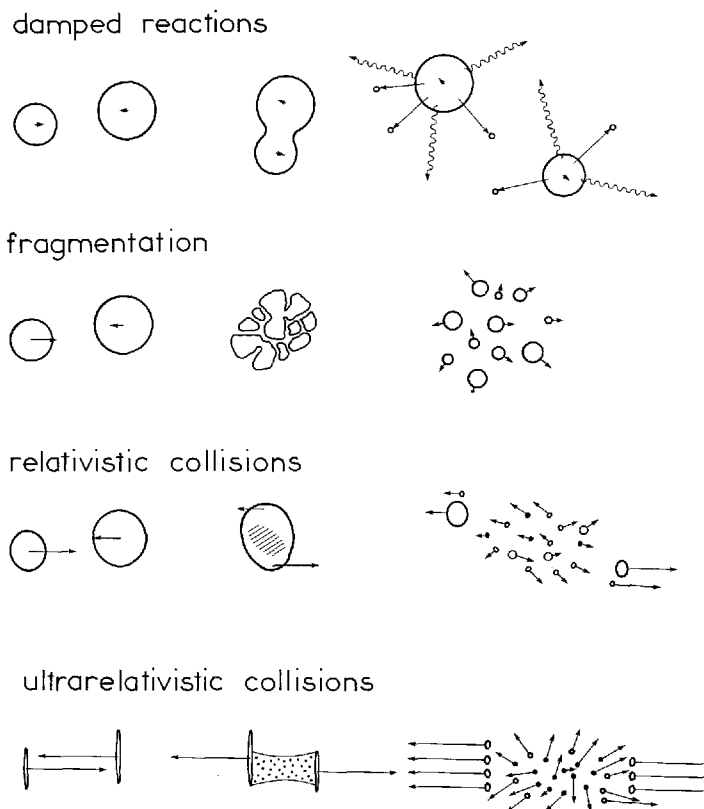 damped reactions
fragmentation
relativistic collisions
ultrarelativistic collisions